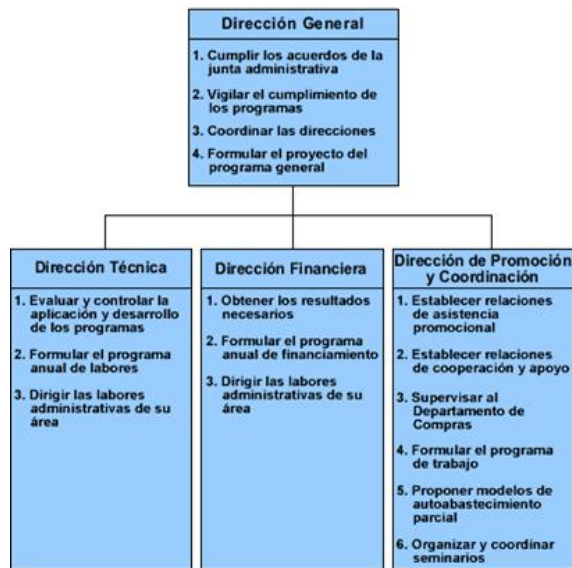 Dirección General
1. Cumplir los acuerdos de la
junta administrativa
2. Vigilar el cumplimiento de
los programas
3. Coordinar las direcciones
4. Formular el proyecto del
programa general
Dirección Técnica
1. Evaluar y controlar la
aplicación y desarrollo
de los programas
2. Formular el programa
anual de labores
3. Dirigir las labores
administrativas de su
área
Dirección Financiera
1. Obtener los resultados
necesarios
2. Formular el programa
anual de financiamiento
3. Dirigir las labores
administrativas de su
área
Dirección de Promoción
y Coordinación
1. Establecer relaciones
de asistencia
promocional
2. Establecer relaciones
de cooperación y apoyo
3. Supervisar al
Departamento de
Compras
4. Formular el programa
de trabajo
5. Proponer modelos de
autoabastecimiento
parcial
6. Organizar y coordinar
seminarios